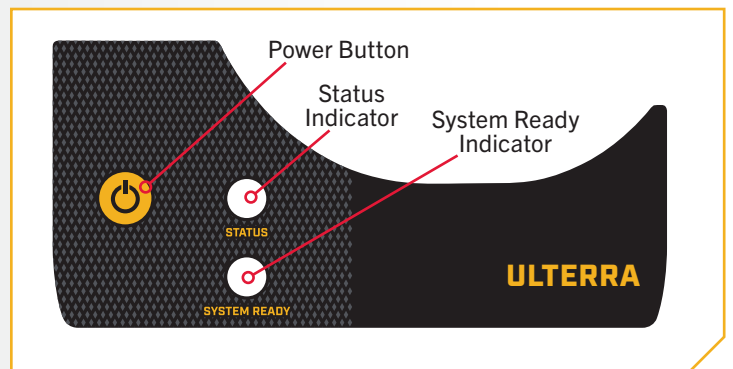 Power Button
Status
Indicator
System Ready
Indicator
STATUS
SYSTEM READY
ULTERRA